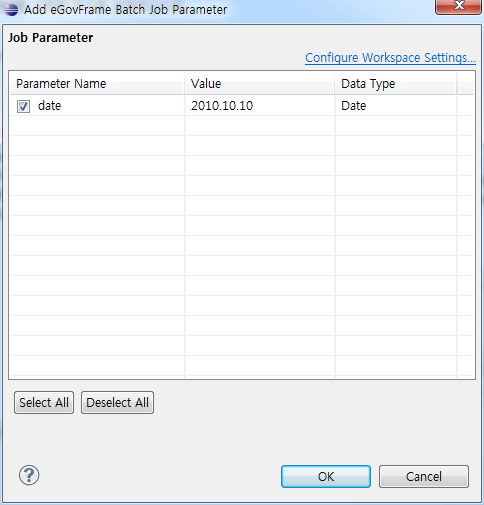 Add eGovFrame Batch Job Parameter
Job Parameter
Configure Workspace Settings...
Parameter Name Value Data Type
date 2010.10.10 Date
Select All Deselect All
? OK Cancel